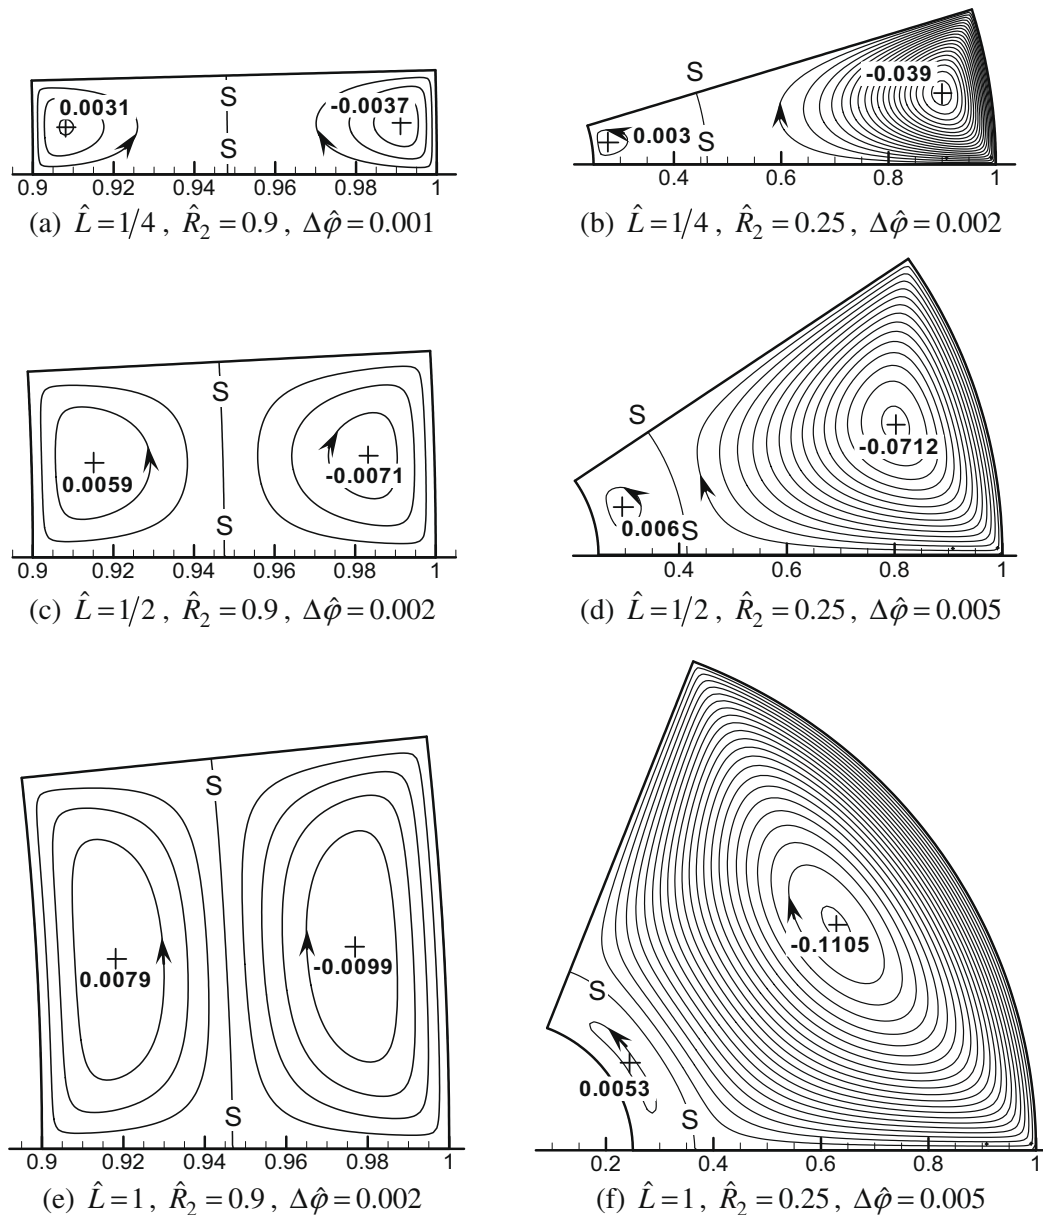 0.0031 -0.0037
S
S
0.9 0.92 0.94 0.96 0.98 1
(a) L̂=1/4 , R̂₂=0.9 , Δφ̂=0.001
-0.039
S
0.003 S
0.4 0.6 0.8 1
(b) L̂=1/4 , R̂₂=0.25 , Δφ̂=0.002
S
0.0059 -0.0071
S
0.9 0.92 0.94 0.96 0.98 1
(c) L̂=1/2 , R̂₂=0.9 , Δφ̂=0.002
S
-0.0712
0.006 S
0.4 0.6 0.8 1
(d) L̂=1/2 , R̂₂=0.25 , Δφ̂=0.005
S
0.0079 -0.0099
S
0.9 0.92 0.94 0.96 0.98 1
(e) L̂=1 , R̂₂=0.9 , Δφ̂=0.002
-0.1105
S
0.0053
S
0.2 0.4 0.6 0.8 1
(f) L̂=1 , R̂₂=0.25 , Δφ̂=0.005